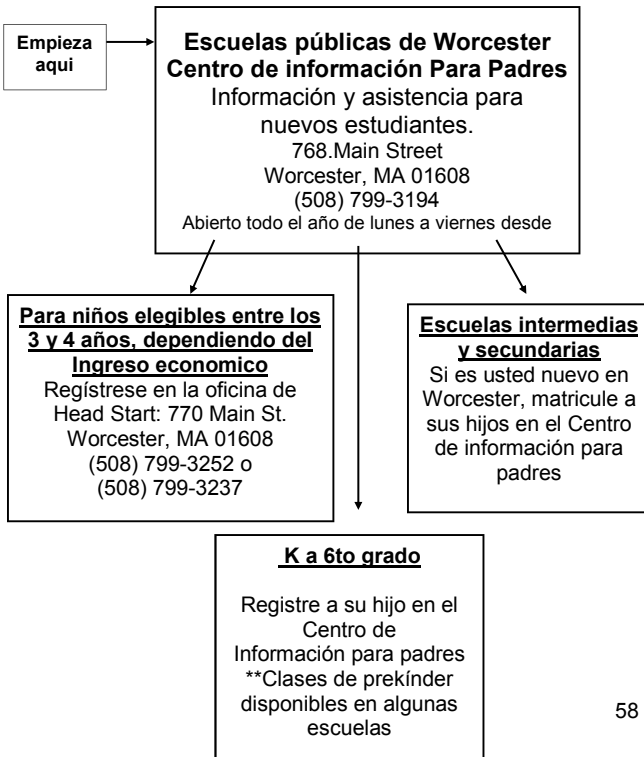 Empieza
aqui
Escuelas públicas de Worcester
Centro de información Para Padres
Información y asistencia para
nuevos estudiantes.
768.Main Street
Worcester, MA 01608
(508) 799-3194
Abierto todo el año de lunes a viernes desde
Para niños elegibles entre los
3 y 4 años, dependiendo del
Ingreso economico
Regístrese en la oficina de
Head Start: 770 Main St.
Worcester, MA 01608
(508) 799-3252 o
(508) 799-3237
Escuelas intermedias
y secundarias
Si es usted nuevo en
Worcester, matricule a
sus hijos en el Centro
de información para
padres
K a 6to grado
Registre a su hijo en el
Centro de
Información para padres
**Clases de prekínder
disponibles en algunas
escuelas
58